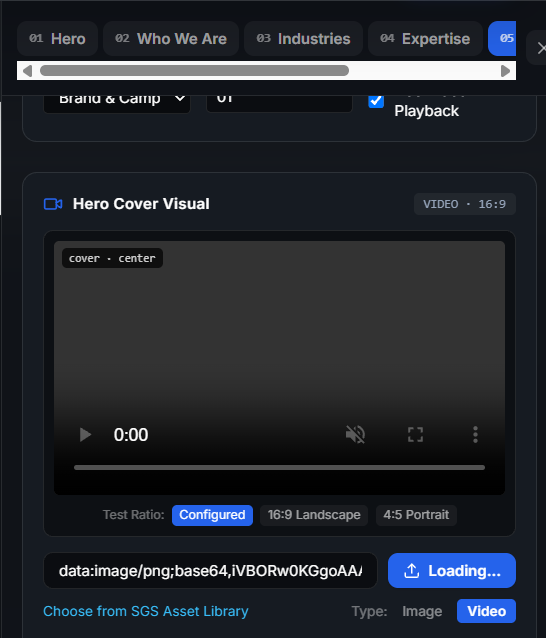 01 Hero 02 Who We Are 03 Industries 04 Expertise 05
Brand & Camp 01
Playback
Hero Cover Visual VIDEO · 16:9
cover · center
0:00
Test Ratio: Configured 16:9 Landscape 4:5 Portrait
data:image/png;base64,iVBORw0KGgoAAA Loading...
Choose from SGS Asset Library Type: Image Video